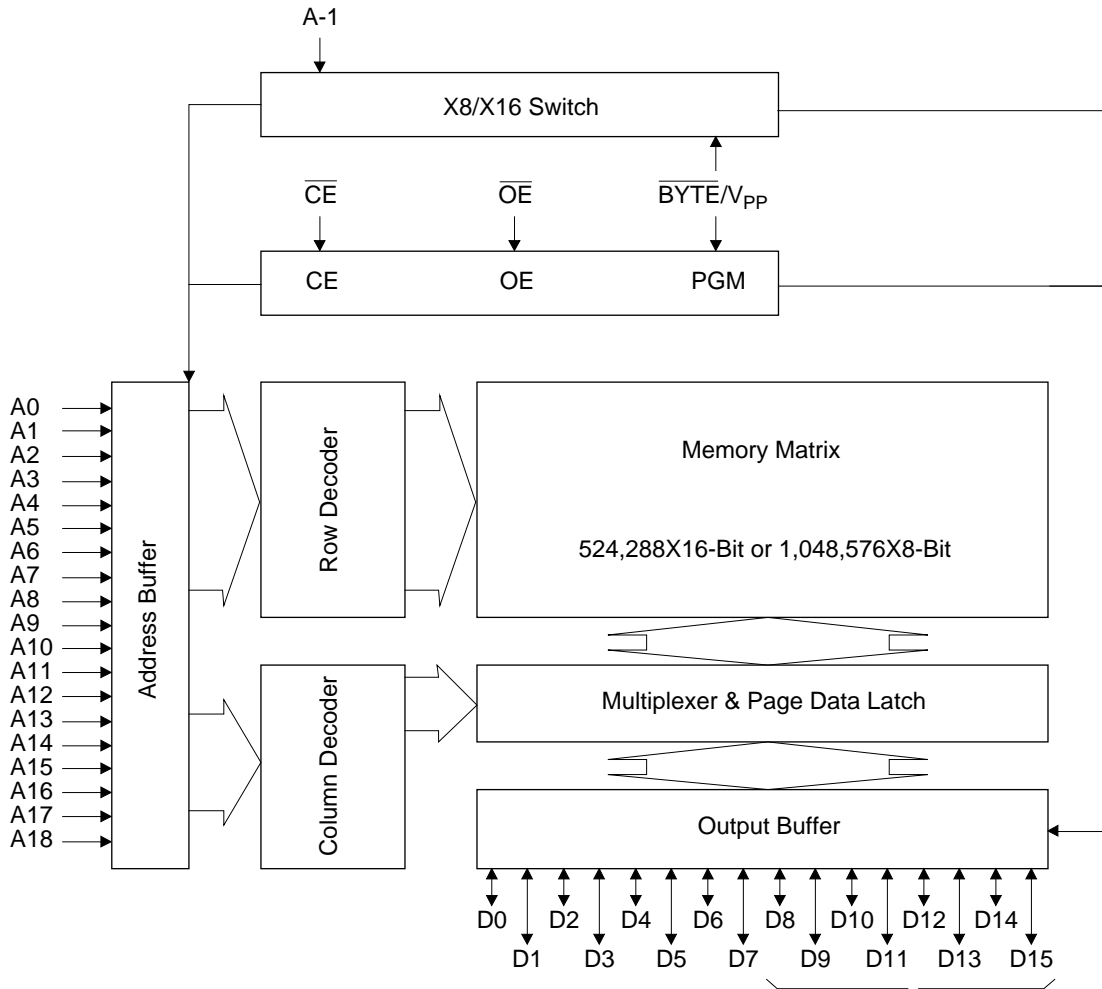 A-1
X8/X16 Switch
CE OE BYTE/VPP
CE OE PGM
A0
A1
A2
A3
A4
A5
A6
A7
A8
A9
A10
A11
A12
A13
A14
A15
A16
A17
A18
Address Buffer
Row Decoder
Column Decoder
Memory Matrix
524,288X16-Bit or 1,048,576X8-Bit
Multiplexer & Page Data Latch
Output Buffer
D0 D2 D4 D6 D8 D10 D12 D14
D1 D3 D5 D7 D9 D11 D13 D15